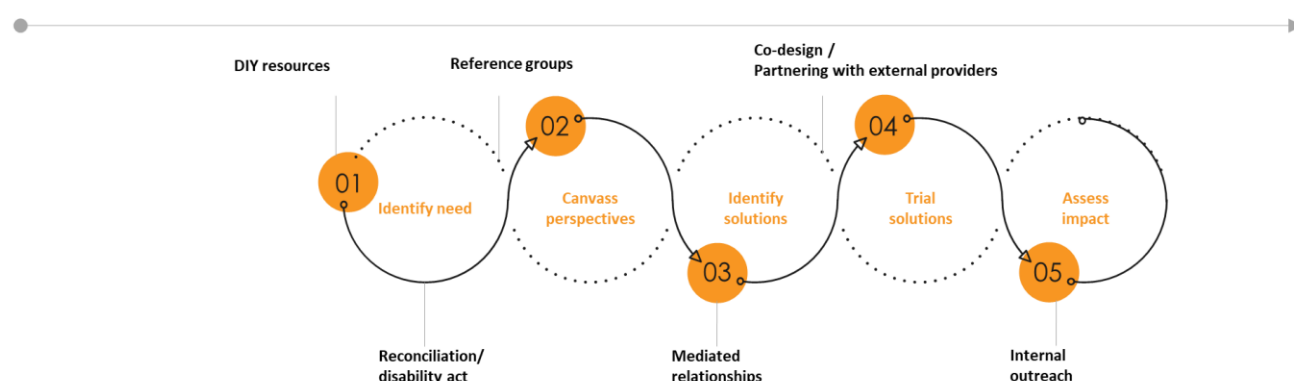 DIY resources
Reference groups
Co-design /
Partnering with external providers
01
02
03
04
05
Identify need
Canvass
perspectives
Identify
solutions
Trial
solutions
Assess
impact
Reconciliation/
disability act
Mediated
relationships
Internal
outreach